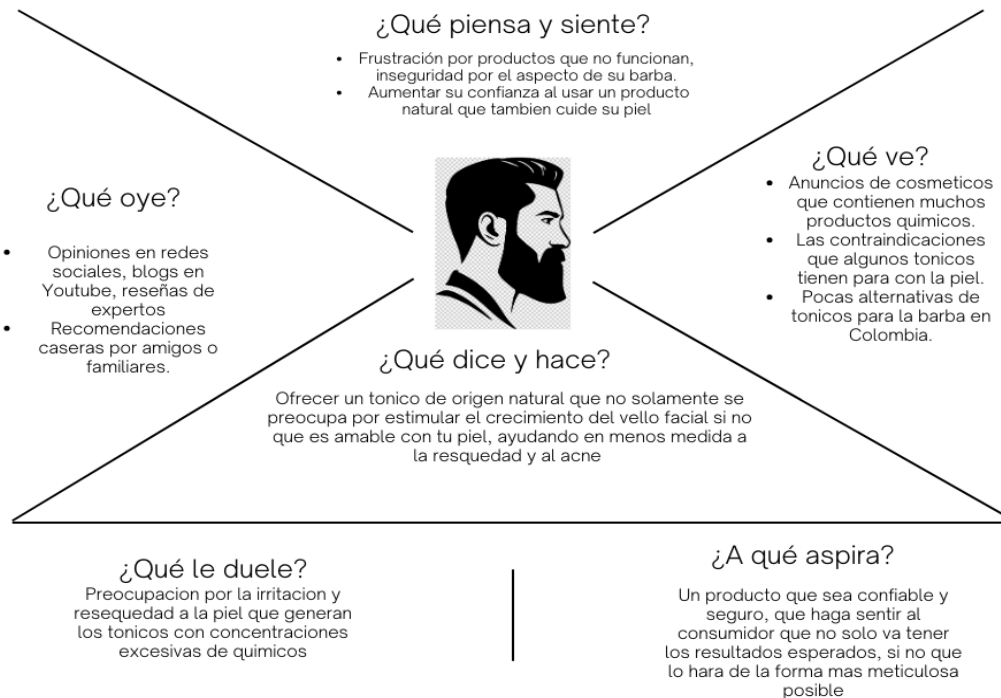 ¿Qué piensa y siente?
• Frustración por productos que no funcionan,
inseguridad por el aspecto de su barba.
• Aumentar su confianza al usar un producto
natural que tambien cuide su piel
¿Qué oye?
• Opiniones en redes
sociales, blogs en
Youtube, reseñas de
expertos
• Recomendaciones
caseras por amigos o
familiares.
¿Qué ve?
• Anuncios de cosmeticos
que contienen muchos
productos quimicos.
• Las contraindicaciones
que algunos tonicos
tienen para con la piel.
• Pocas alternativas de
tonicos para la barba en
Colombia.
¿Qué dice y hace?
Ofrecer un tonico de origen natural que no solamente se
preocupa por estimular el crecimiento del vello facial si no
que es amable con tu piel, ayudando en menos medida a
la resquedad y al acne
¿Qué le duele?
Preocupacion por la irritacion y
resequedad a la piel que generan
los tonicos con concentraciones
excesivas de quimicos
¿A qué aspira?
Un producto que sea confiable y
seguro, que haga sentir al
consumidor que no solo va tener
los resultados esperados, si no que
lo hara de la forma mas meticulosa
posible